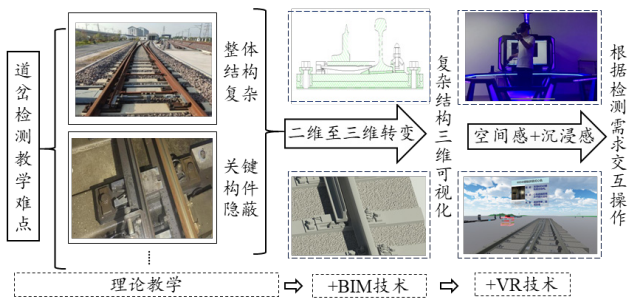 道岔检测教学难点
整体
结构
复杂
关键
构件
隐蔽
二维至三维转变
复杂结构三维可视化
空间感+沉浸感
根据检测需求交互操作
理论教学
+BIM技术
+VR技术